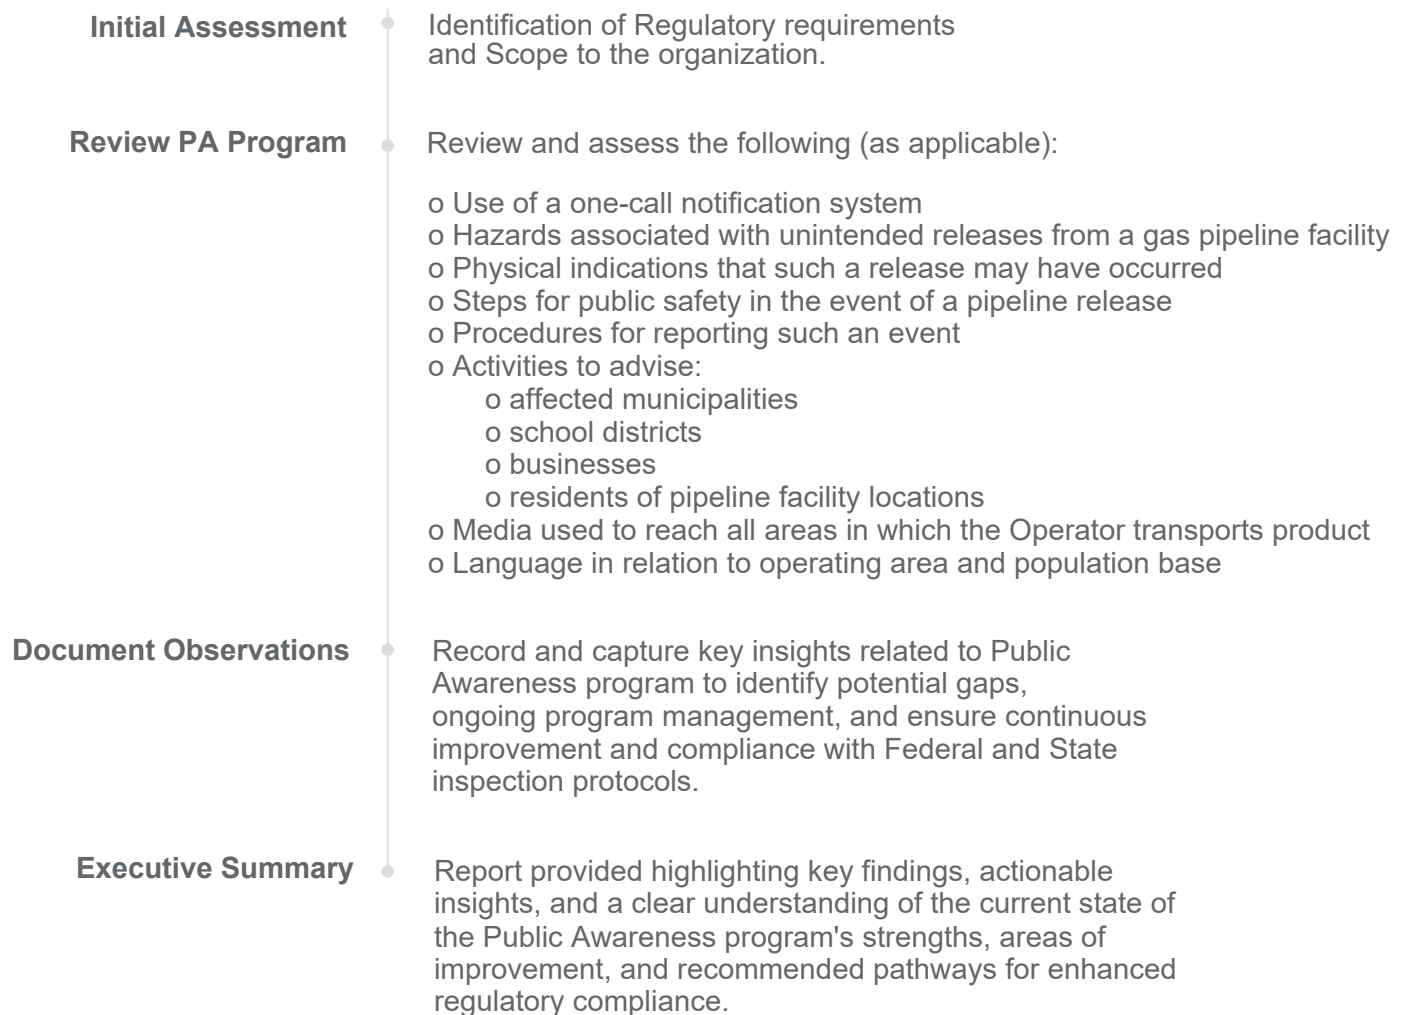 Initial Assessment
Identification of Regulatory requirements
and Scope to the organization.
Review PA Program
Review and assess the following (as applicable):
o Use of a one-call notification system
o Hazards associated with unintended releases from a gas pipeline facility
o Physical indications that such a release may have occurred
o Steps for public safety in the event of a pipeline release
o Procedures for reporting such an event
o Activities to advise:
o affected municipalities
o school districts
o businesses
o residents of pipeline facility locations
o Media used to reach all areas in which the Operator transports product
o Language in relation to operating area and population base
Document Observations
Record and capture key insights related to Public
Awareness program to identify potential gaps,
ongoing program management, and ensure continuous
improvement and compliance with Federal and State
inspection protocols.
Executive Summary
Report provided highlighting key findings, actionable
insights, and a clear understanding of the current state of
the Public Awareness program's strengths, areas of
improvement, and recommended pathways for enhanced
regulatory compliance.